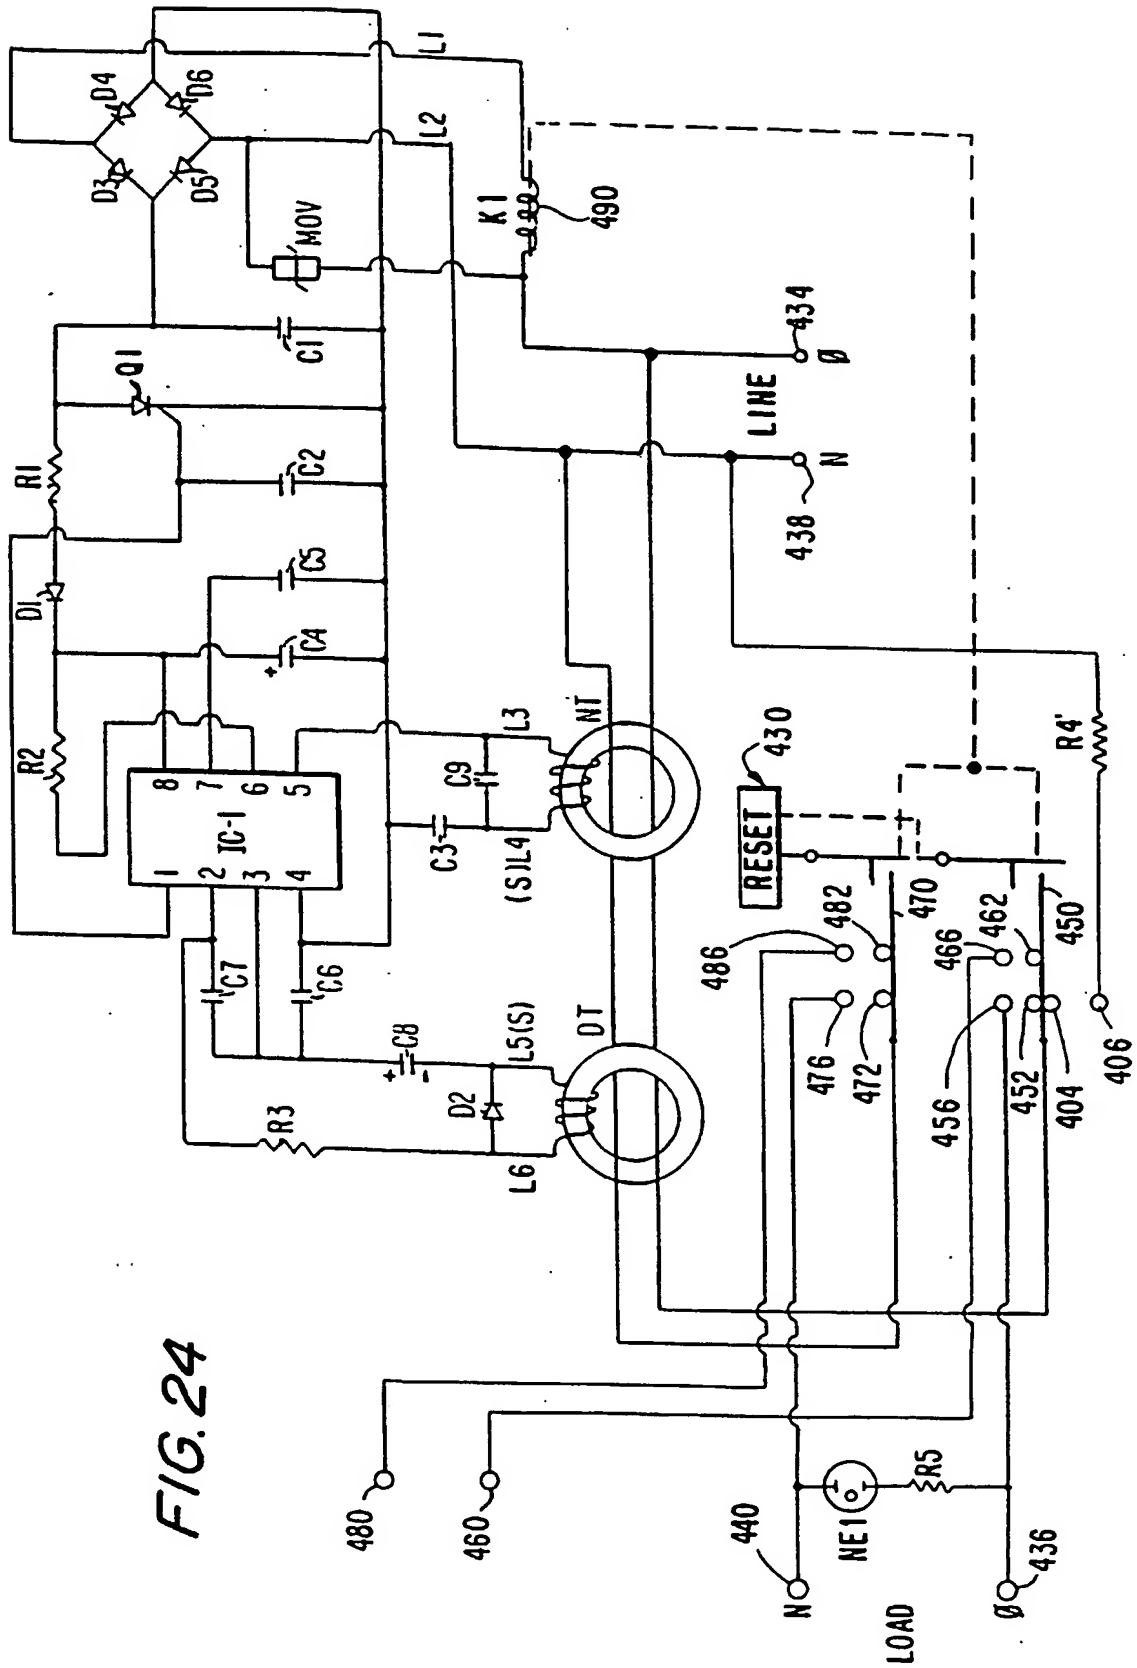 FIG. 24
D4
D6
D3
D5
L1
L2
MOV
K1
490
C1
Q1
R1
C2
D1
C5
C4
+
R2
IC-1
1
2
3
4
8
7
6
5
C7
C6
C8
+
-
R3
D2
L5(S)
L6
DT
C9
C3
L3
(S)L4
NT
LINE
434
Ø
438
N
RESET
430
R4'
486
482
470
476
472
466
462
450
456
452
404
406
480
460
440
N
NE1
R5
LOAD
Ø
436